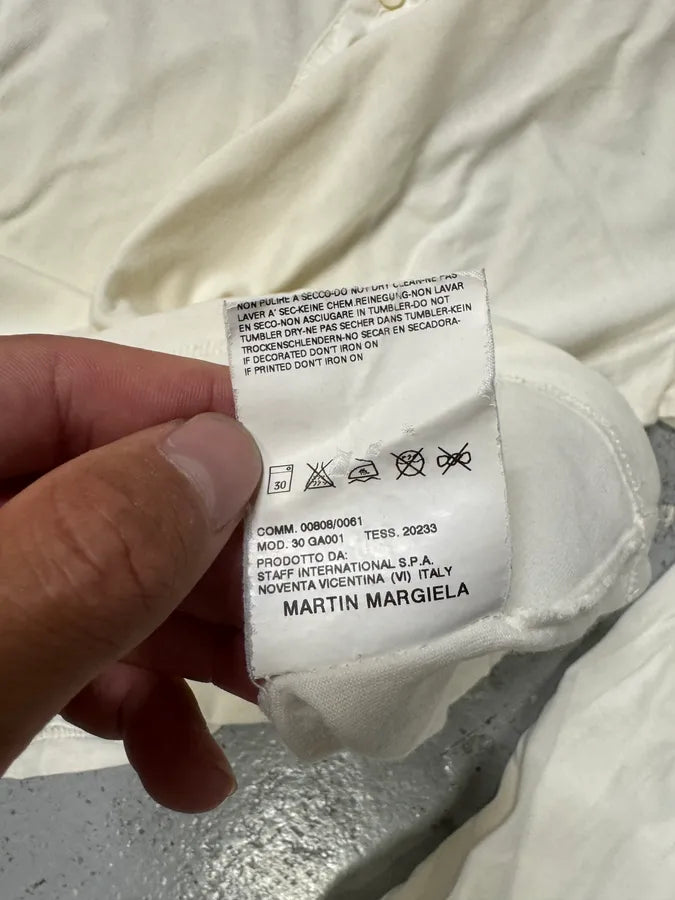 NON PULIRE A SECCO-DO NOT DRY CLEAN-NE PAS
LAVER A' SEC-KEINE CHEM.REINEGUNG-NON LAVAR
EN SECO-NON ASCIUGARE IN TUMBLER-DO NOT
TUMBLER DRY-NE PAS SECHER DANS TUMBLER-KEIN
TROCKENSCHLENDERN-NO SECAR EN SECADORA-
IF DECORATED DON'T IRON ON
IF PRINTED DON'T IRON ON
30
COMM. 00808/0061
MOD. 30 GA001 TESS. 20233
PRODOTTO DA:
STAFF INTERNATIONAL S.P.A.
NOVENTA VICENTINA (VI) ITALY
MARTIN MARGIELA